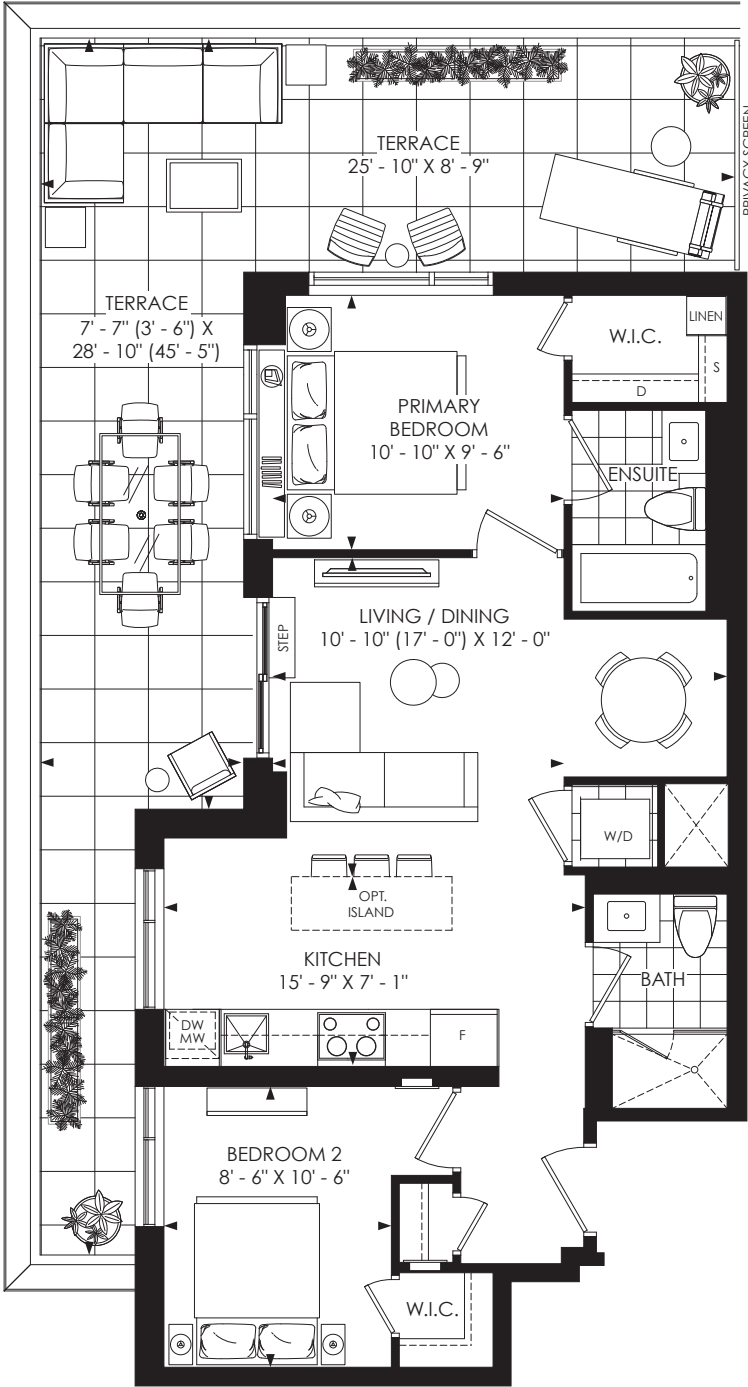 TERRACE
25' - 10" X 8' - 9"
PRIVACY SCREEN
TERRACE
7' - 7" (3' - 6") X
28' - 10" (45' - 5")
W.I.C.
LINEN
S
D
PRIMARY
BEDROOM
10' - 10" X 9' - 6"
ENSUITE
LIVING / DINING
10' - 10" (17' - 0") X 12' - 0"
STEP
W/D
OPT.
ISLAND
KITCHEN
15' - 9" X 7' - 1"
BATH
DW
MW
F
BEDROOM 2
8' - 6" X 10' - 6"
W.I.C.